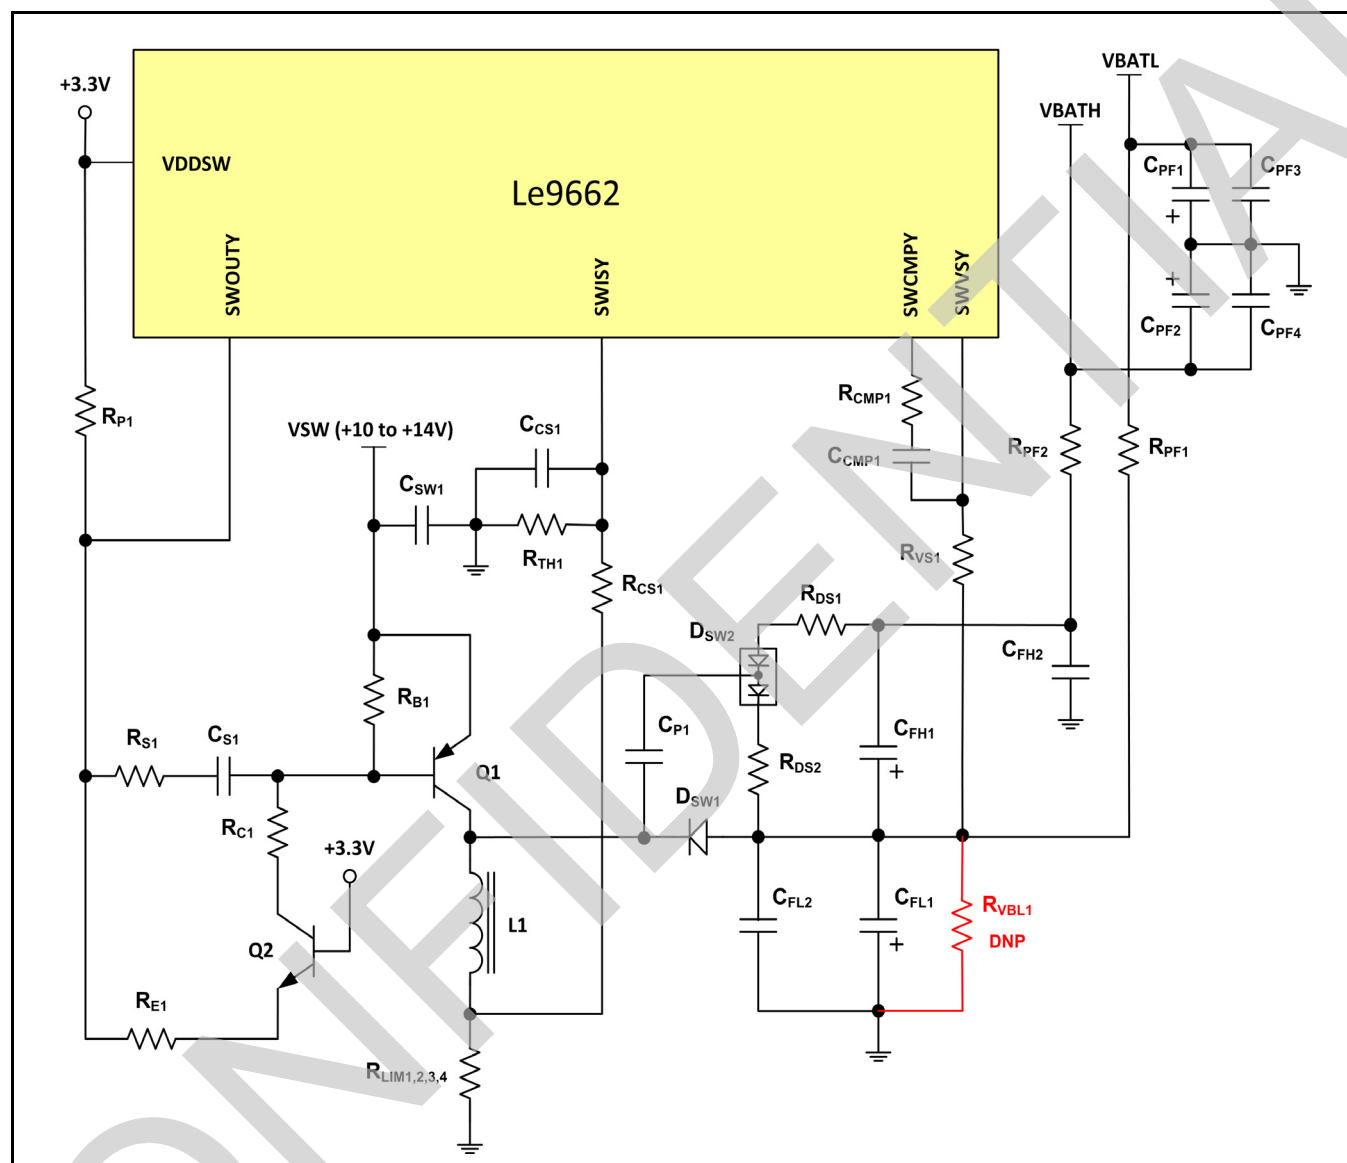 VBATL
+3.3V
VBATH
VDDSW
Le9662
CPF1
CPF3
SWOUTY
SWISY
SWCMPY
SWVSY
CPF2
CPF4
RP1
VSW (+10 to +14V)
CCS1
RCMP1
CCMP1
RPF2
RPF1
CSW1
RTH1
RVS1
RCS1
RDS1
DSW2
CFH2
RB1
RS1
CS1
CP1
CFH1
Q1
RDS2
DSW1
RC1
+3.3V
CFL2
CFL1
RVBL1
DNP
L1
Q2
RE1
RLIM1,2,3,4
CONFIDENTIAL